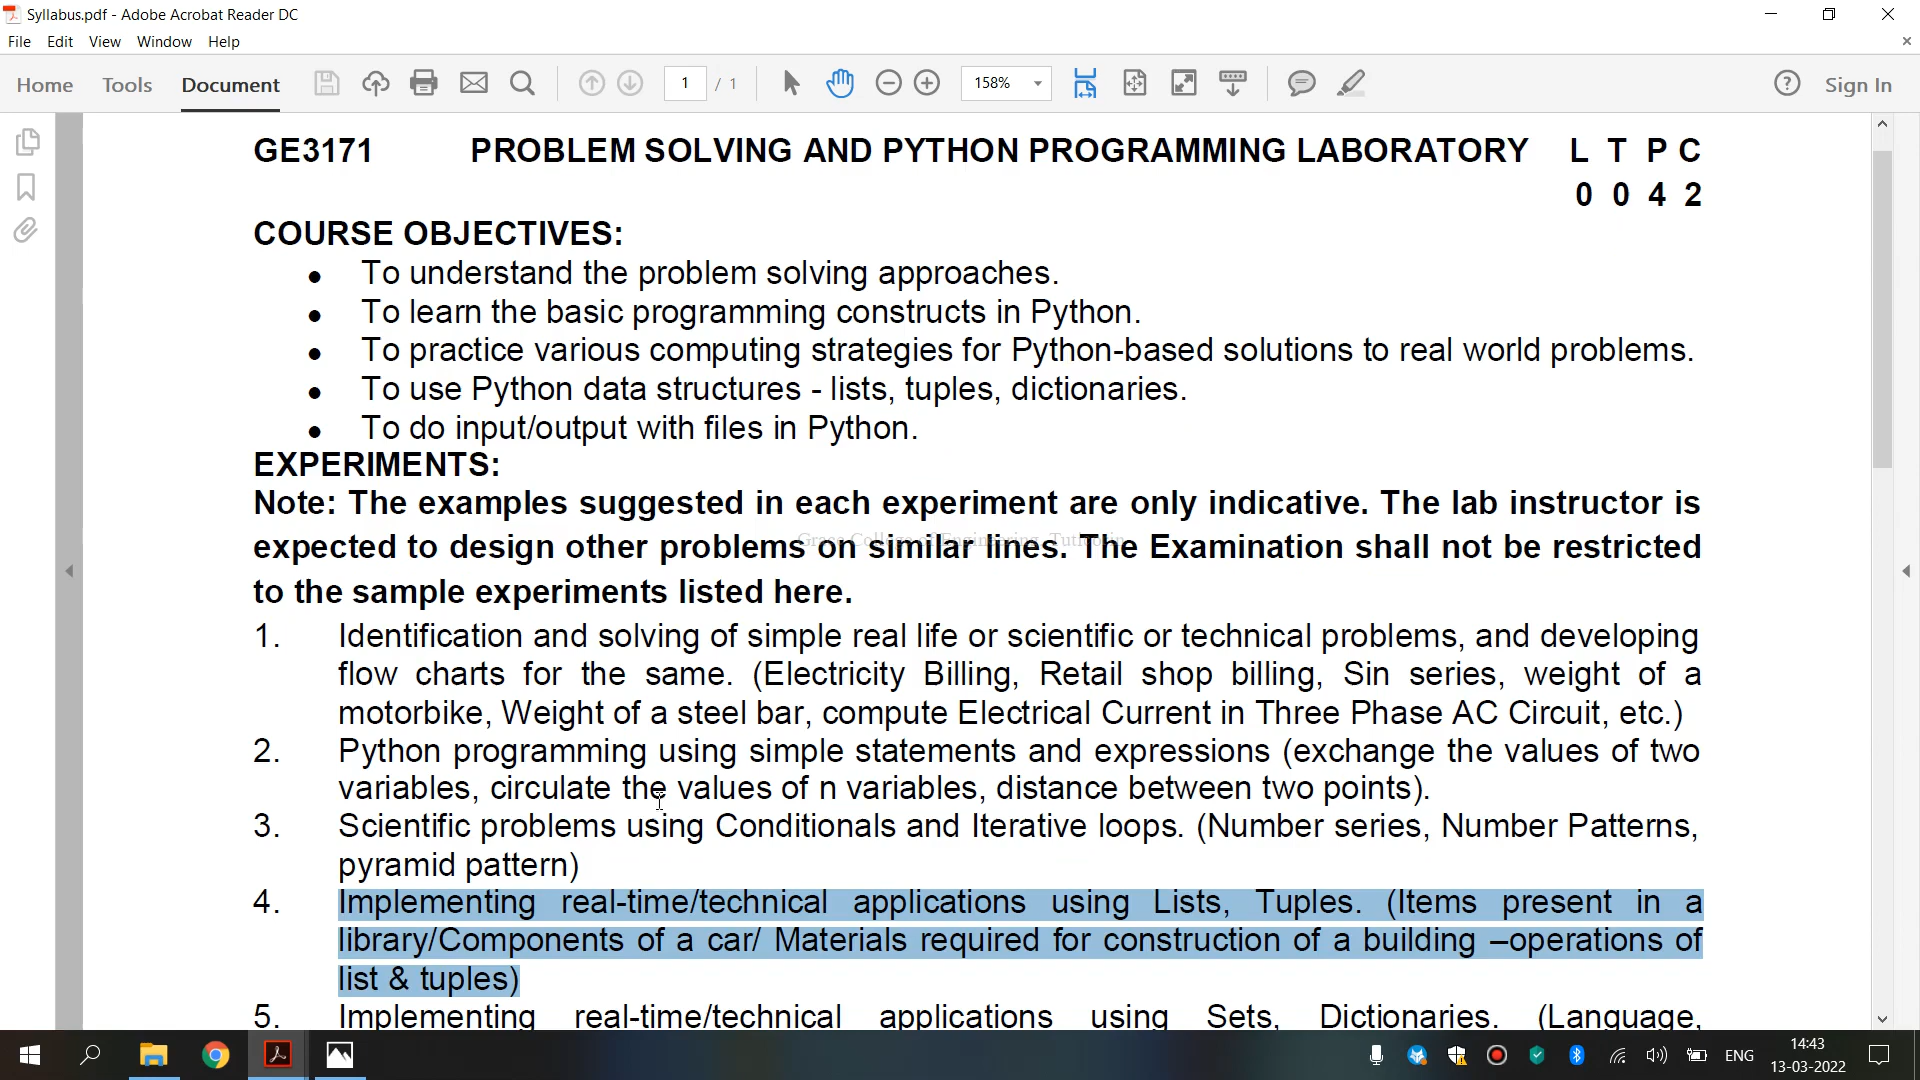 Syllabus.pdf - Adobe Acrobat Reader DC
File Edit View Window Help
Home Tools Document 1 / 1 158% Sign In
GE3171 PROBLEM SOLVING AND PYTHON PROGRAMMING LABORATORY L T P C
0 0 4 2
COURSE OBJECTIVES:
● To understand the problem solving approaches.
● To learn the basic programming constructs in Python.
● To practice various computing strategies for Python-based solutions to real world problems.
● To use Python data structures - lists, tuples, dictionaries.
● To do input/output with files in Python.
EXPERIMENTS:
Note: The examples suggested in each experiment are only indicative. The lab instructor is
Grace College of Engineering, Tuticorin
expected to design other problems on similar lines. The Examination shall not be restricted
to the sample experiments listed here.
1. Identification and solving of simple real life or scientific or technical problems, and developing
flow charts for the same. (Electricity Billing, Retail shop billing, Sin series, weight of a
motorbike, Weight of a steel bar, compute Electrical Current in Three Phase AC Circuit, etc.)
2. Python programming using simple statements and expressions (exchange the values of two
variables, circulate the values of n variables, distance between two points).
3. Scientific problems using Conditionals and Iterative loops. (Number series, Number Patterns,
pyramid pattern)
4. Implementing real-time/technical applications using Lists, Tuples. (Items present in a
library/Components of a car/ Materials required for construction of a building –operations of
list & tuples)
5. Implementing real-time/technical applications using Sets, Dictionaries. (Language,
ENG
14:43
13-03-2022